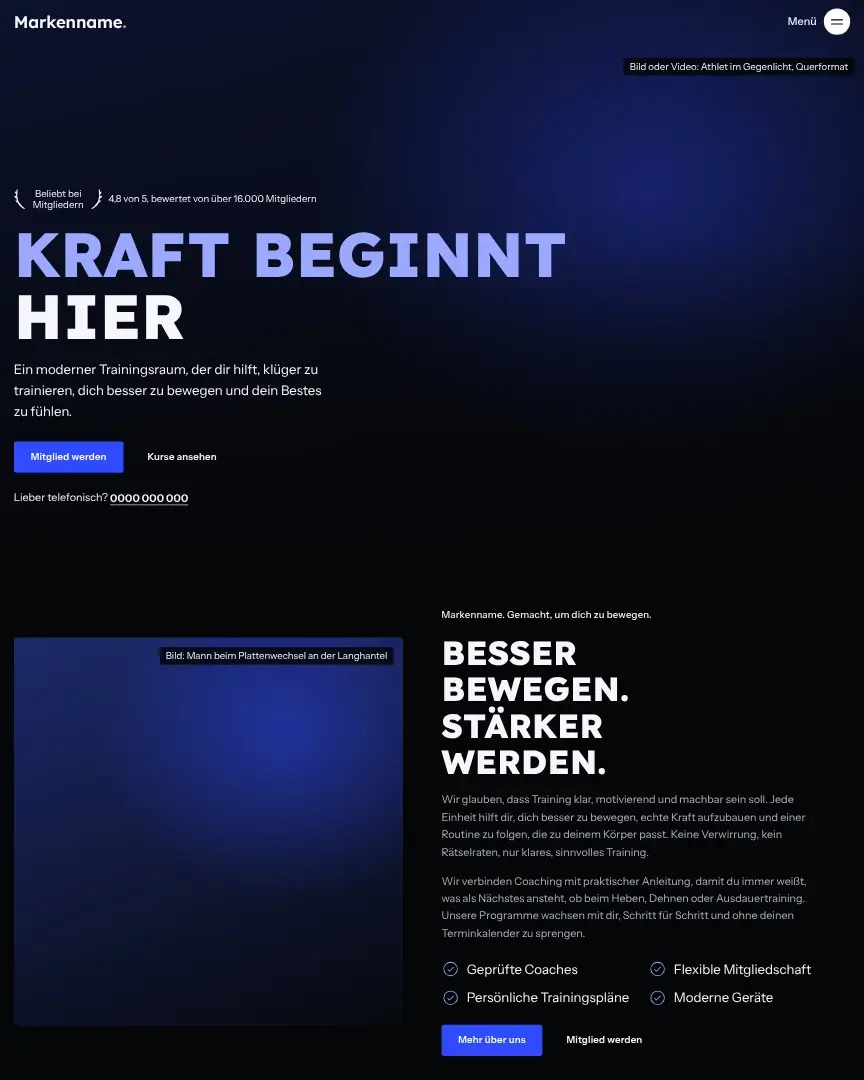 Markenname.
Menü
Bild oder Video: Athlet im Gegenlicht, Querformat
Beliebt bei
Mitgliedern
4,8 von 5, bewertet von über 16.000 Mitgliedern
KRAFT BEGINNT
HIER
Ein moderner Trainingsraum, der dir hilft, klüger zu
trainieren, dich besser zu bewegen und dein Bestes
zu fühlen.
Mitglied werden
Kurse ansehen
Lieber telefonisch? 0000 000 000
Markenname. Gemacht, um dich zu bewegen.
Bild: Mann beim Plattenwechsel an der Langhantel
BESSER
BEWEGEN.
STÄRKER
WERDEN.
Wir glauben, dass Training klar, motivierend und machbar sein soll. Jede
Einheit hilft dir, dich besser zu bewegen, echte Kraft aufzubauen und einer
Routine zu folgen, die zu deinem Körper passt. Keine Verwirrung, kein
Rätselraten, nur klares, sinnvolles Training.
Wir verbinden Coaching mit praktischer Anleitung, damit du immer weißt,
was als Nächstes ansteht, ob beim Heben, Dehnen oder Ausdauertraining.
Unsere Programme wachsen mit dir, Schritt für Schritt und ohne deinen
Terminkalender zu sprengen.
Geprüfte Coaches
Flexible Mitgliedschaft
Persönliche Trainingspläne
Moderne Geräte
Mehr über uns
Mitglied werden